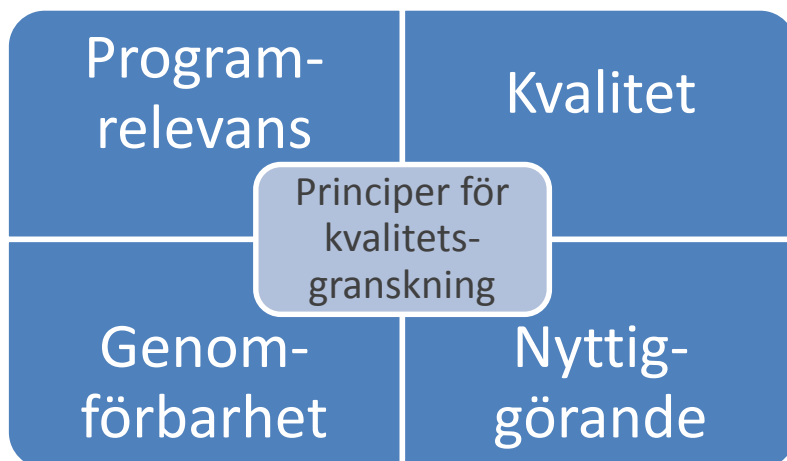 Program-
relevans
Kvalitet
Principer för
kvalitets-
granskning
Genom-
förbarhet
Nyttig-
görande